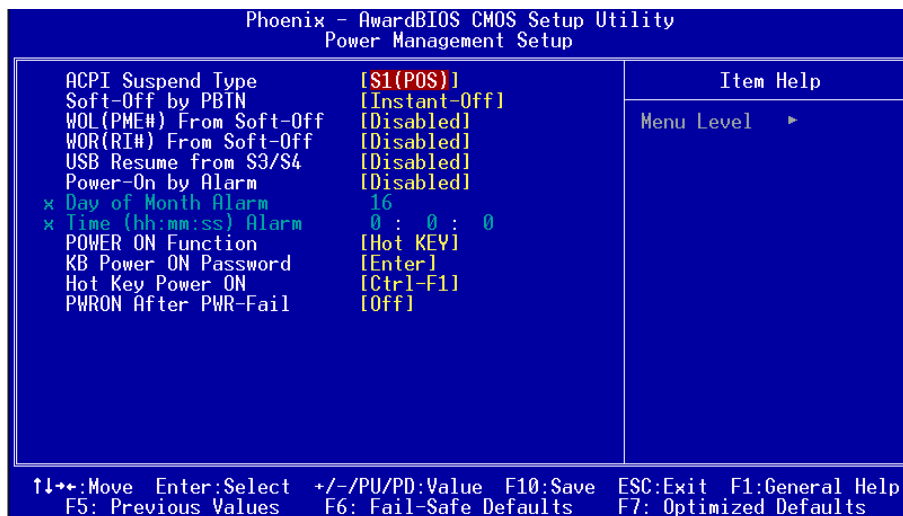 Phoenix - AwardBIOS CMOS Setup Utility
Power Management Setup
ACPI Suspend Type [S1(POS)]
Soft-Off by PBTN [Instant-Off]
WOL(PME#) From Soft-Off [Disabled]
WOR(RI#) From Soft-Off [Disabled]
USB Resume from S3/S4 [Disabled]
Power-On by Alarm [Disabled]
x Day of Month Alarm 16
x Time (hh:mm:ss) Alarm 0 : 0 : 0
POWER ON Function [Hot KEY]
KB Power ON Password [Enter]
Hot Key Power ON [Ctrl-F1]
PWRON After PWR-Fail [Off]
Item Help
Menu Level ►
↑↓→←:Move Enter:Select +/-/PU/PD:Value F10:Save ESC:Exit F1:General Help
F5: Previous Values F6: Fail-Safe Defaults F7: Optimized Defaults